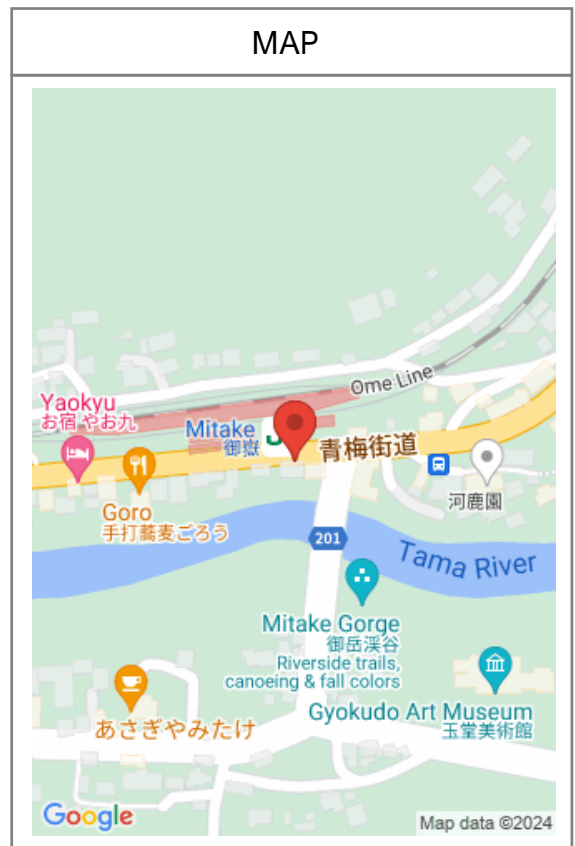 MAP
Ome Line
Yaokyu
お宿 やお九
Mitake
御嶽
J
青梅街道
Goro
手打蕎麦ごろう
河鹿園
201
Tama River
Mitake Gorge
御岳渓谷
Riverside trails,
canoeing & fall colors
Gyokudo Art Museum
玉堂美術館
あさぎやみたけ
Google
Map data ©2024